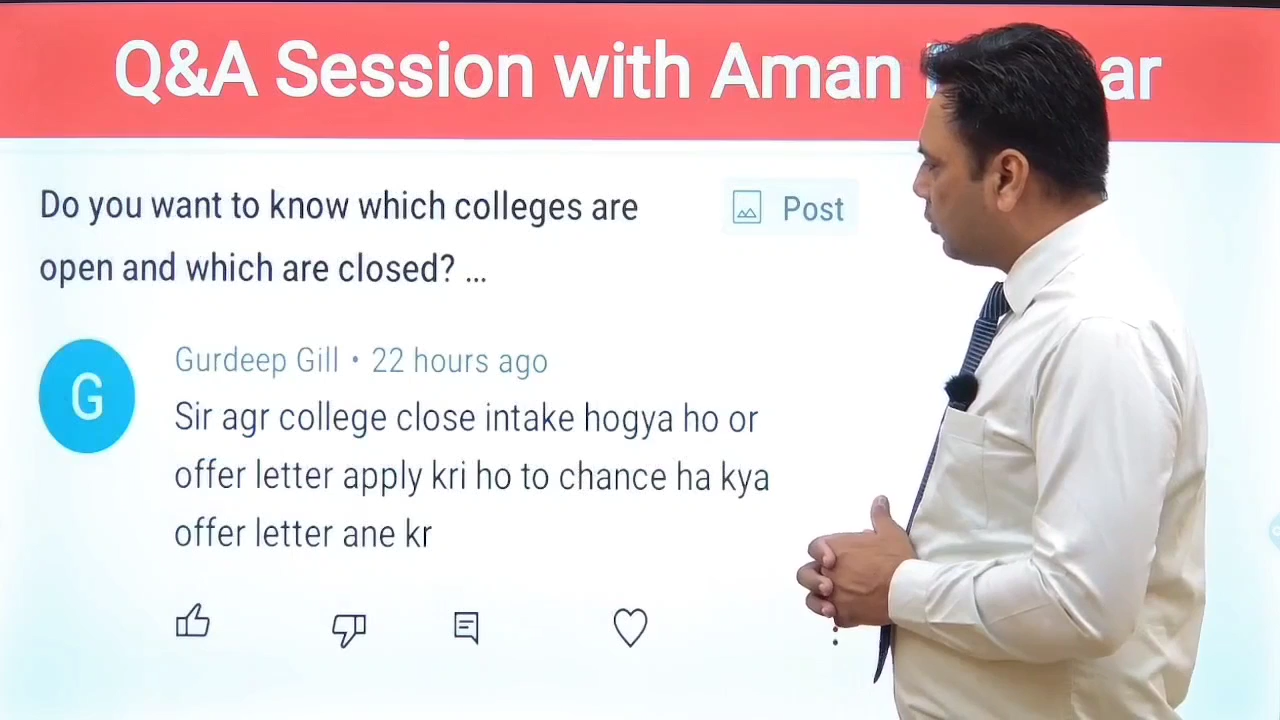 Q&A Session with Aman ar
Do you want to know which colleges are
open and which are closed? ...
Post
G
Gurdeep Gill • 22 hours ago
Sir agr college close intake hogya ho or
offer letter apply kri ho to chance ha kya
offer letter ane kr